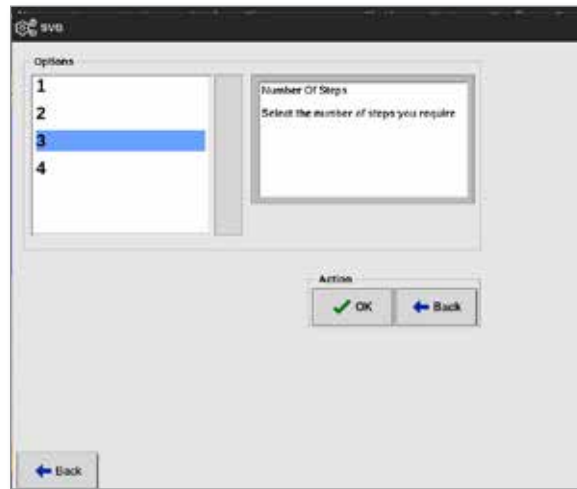 SVG
Options
1
2
3
4
Number Of Steps
Select the number of steps you require
Action
OK
Back
Back